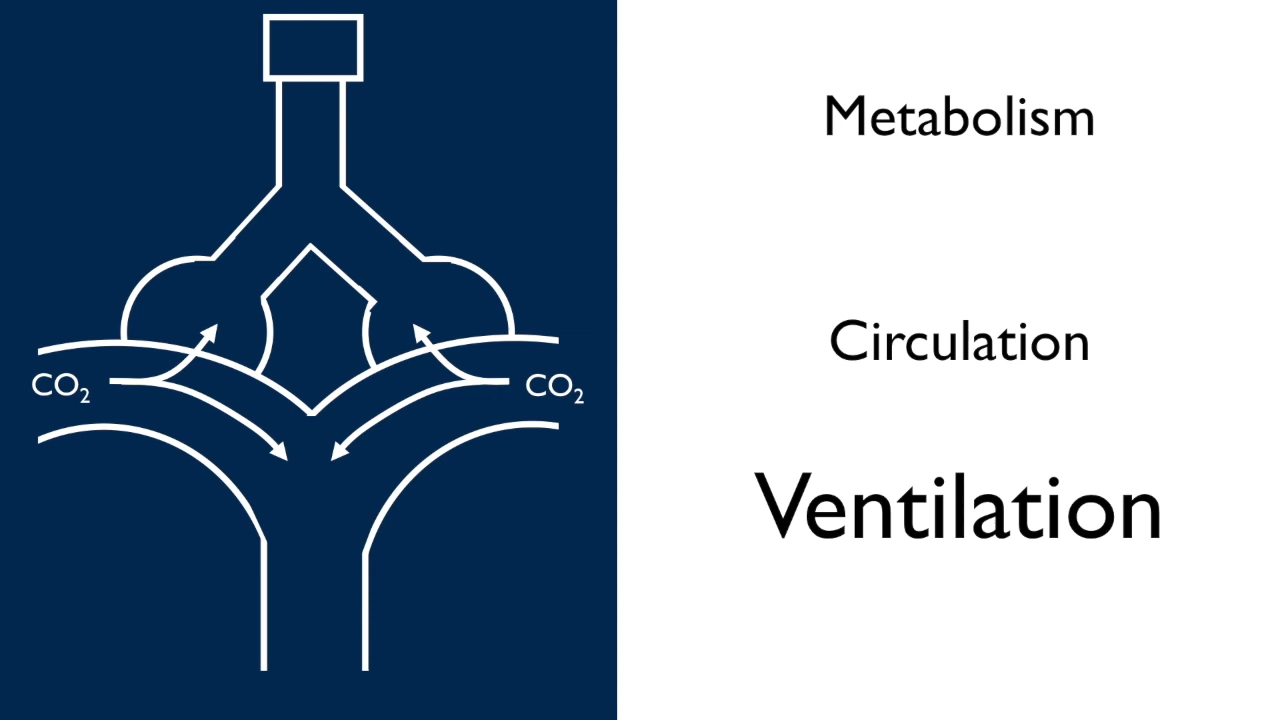 Metabolism
Circulation
CO₂
CO₂
Ventilation